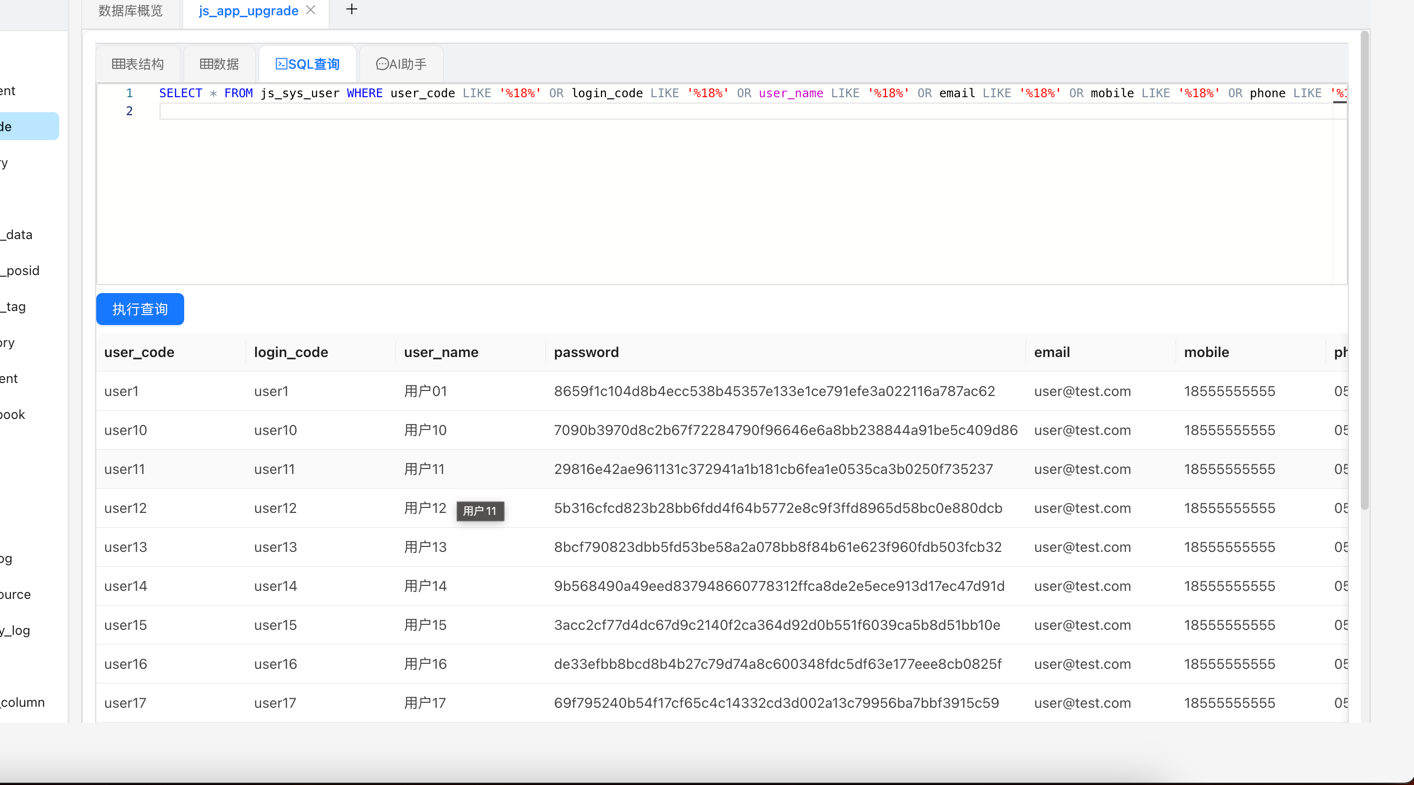 数据库概览 js_app_upgrade
表结构 数据 SQL查询 AI助手
ent
1 SELECT * FROM js_sys_user WHERE user_code LIKE '%18%' OR login_code LIKE '%18%' OR user_name LIKE '%18%' OR email LIKE '%18%' OR mobile LIKE '%18%' OR phone LIKE '%1
2
de
ry
_data
_posid
_tag
执行查询
ory
user_code login_code user_name password email mobile ph
ent
user1 user1 用户01 8659f1c104d8b4ecc538b45357e133e1ce791efe3a022116a787ac62 user@test.com 18555555555 05
book
user10 user10 用户10 7090b3970d8c2b67f72284790f96646e6a8bb238844a91be5c409d86 user@test.com 18555555555 05
user11 user11 用户11 29816e42ae961131c372941a1b181cb6fea1e0535ca3b0250f735237 user@test.com 18555555555 05
user12 user12 用户12 5b316cfcd823b28bb6fdd4f64b5772e8c9f3ffd8965d58bc0e880dcb user@test.com 18555555555 05
用户11
user13 user13 用户13 8bcf790823dbb5fd53be58a2a078bb8f84b61e623f960fdb503fcb32 user@test.com 18555555555 05
og
user14 user14 用户14 9b568490a49eed837948660778312ffca8de2e5ece913d17ec47d91d user@test.com 18555555555 05
ource
user15 user15 用户15 3acc2cf77d4dc67d9c2140f2ca364d92d0b551f6039ca5b8d51bb10e user@test.com 18555555555 05
y_log
user16 user16 用户16 de33efbb8bcd8b4b27c79d74a8c600348fdc5df63e177eee8cb0825f user@test.com 18555555555 05
_column
user17 user17 用户17 69f795240b54f17cf65c4c14332cd3d002a13c79956ba7bbf3915c59 user@test.com 18555555555 05